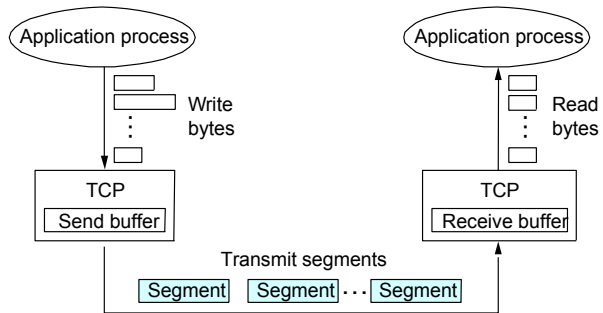 Application process
Application process
Write
bytes
Read
bytes
TCP
Send buffer
TCP
Receive buffer
Transmit segments
Segment Segment ... Segment